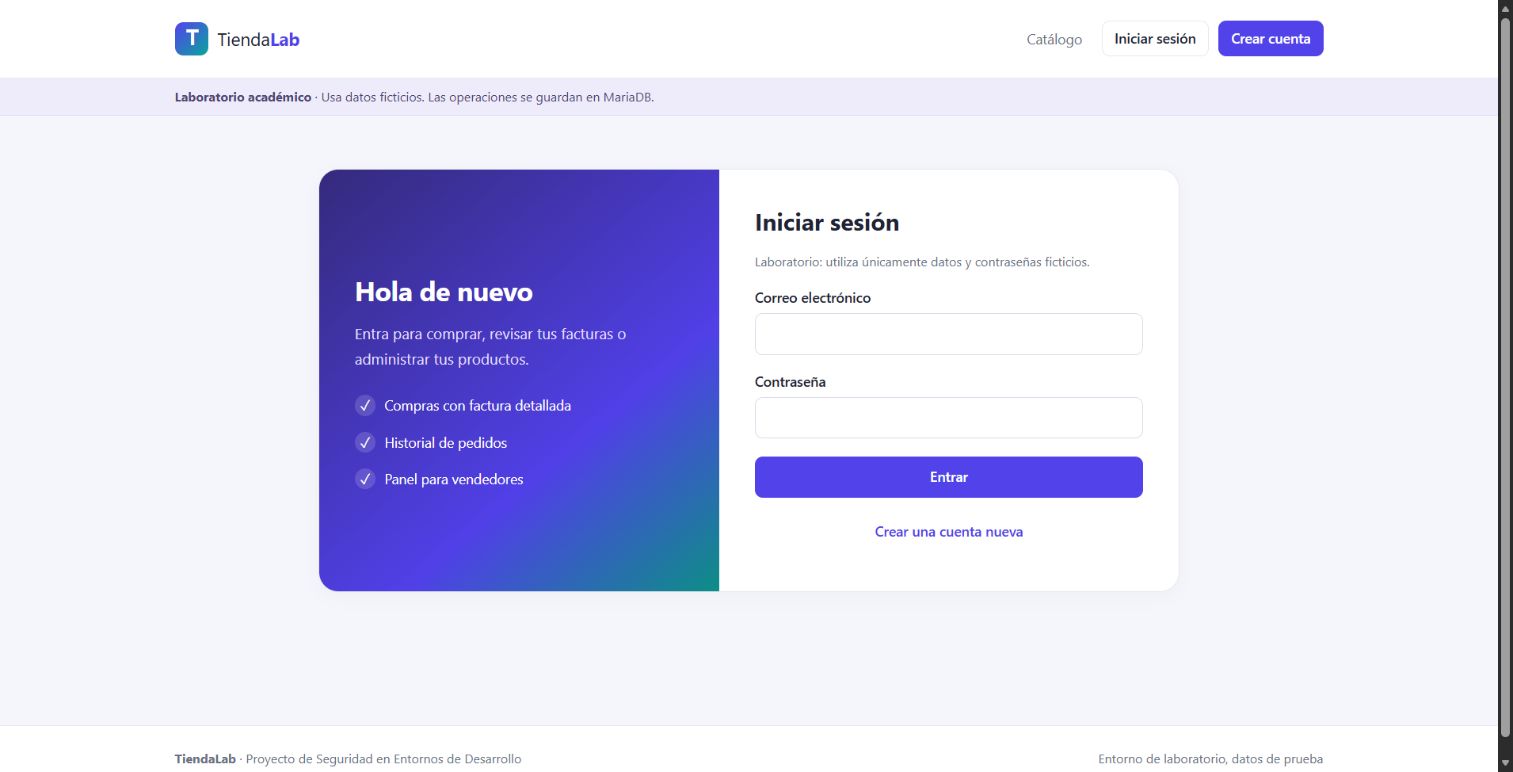 T TiendaLab
Catálogo Iniciar sesión Crear cuenta
Laboratorio académico · Usa datos ficticios. Las operaciones se guardan en MariaDB.
Hola de nuevo
Entra para comprar, revisar tus facturas o
administrar tus productos.
✓ Compras con factura detallada
✓ Historial de pedidos
✓ Panel para vendedores
Iniciar sesión
Laboratorio: utiliza únicamente datos y contraseñas ficticios.
Correo electrónico
Contraseña
Entrar
Crear una cuenta nueva
TiendaLab · Proyecto de Seguridad en Entornos de Desarrollo
Entorno de laboratorio, datos de prueba